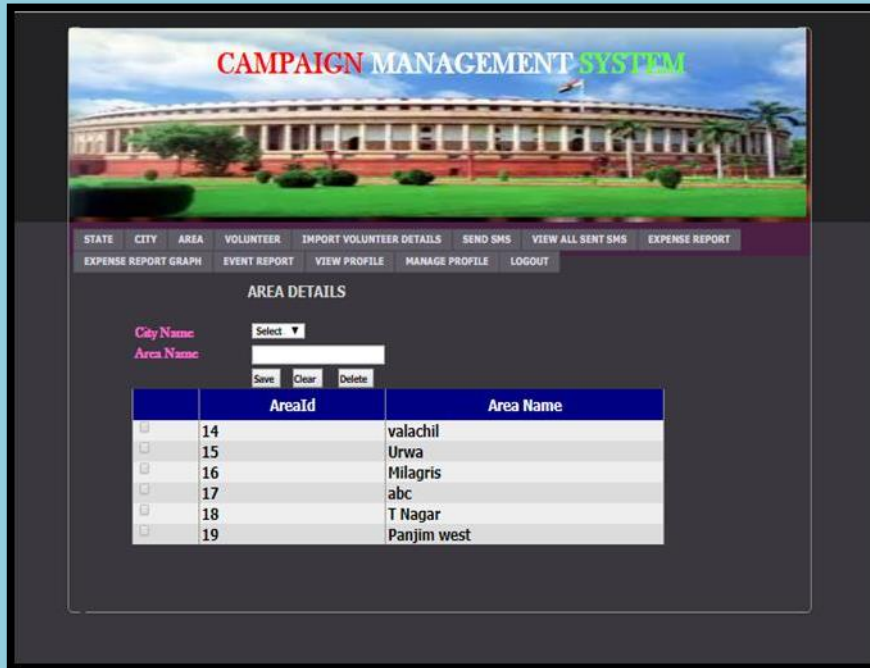 CAMPAIGN MANAGEMENT SYSTEM
STATE CITY AREA VOLUNTEER IMPORT VOLUNTEER DETAILS SEND SMS VIEW ALL SENT SMS EXPENSE REPORT
EXPENSE REPORT GRAPH EVENT REPORT VIEW PROFILE MANAGE PROFILE LOGOUT
AREA DETAILS
City Name Select
Area Name
Save Clear Delete
AreaId Area Name
14 valachil
15 Urwa
16 Milagris
17 abc
18 T Nagar
19 Panjim west